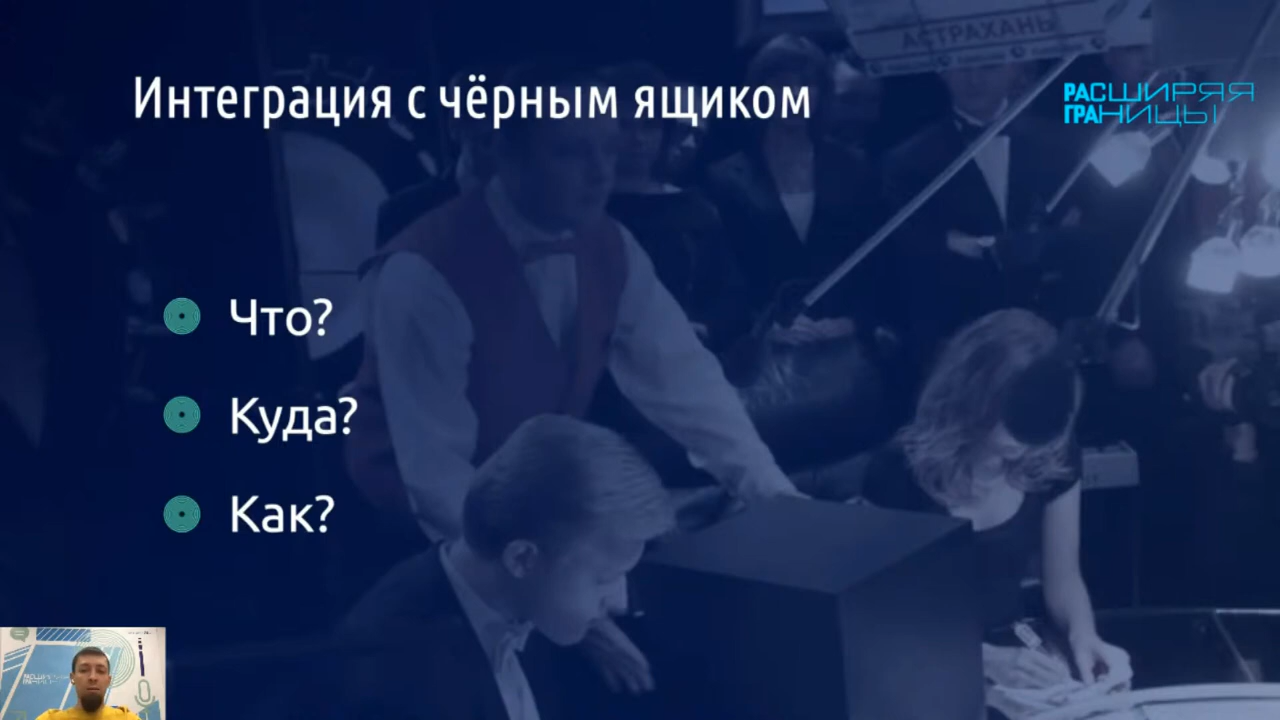 АСТРАХАНЬ
Интеграция с чёрным ящиком
РАСШИРЯЯ
ГРАНИЦЫ
Что?
Куда?
Как?